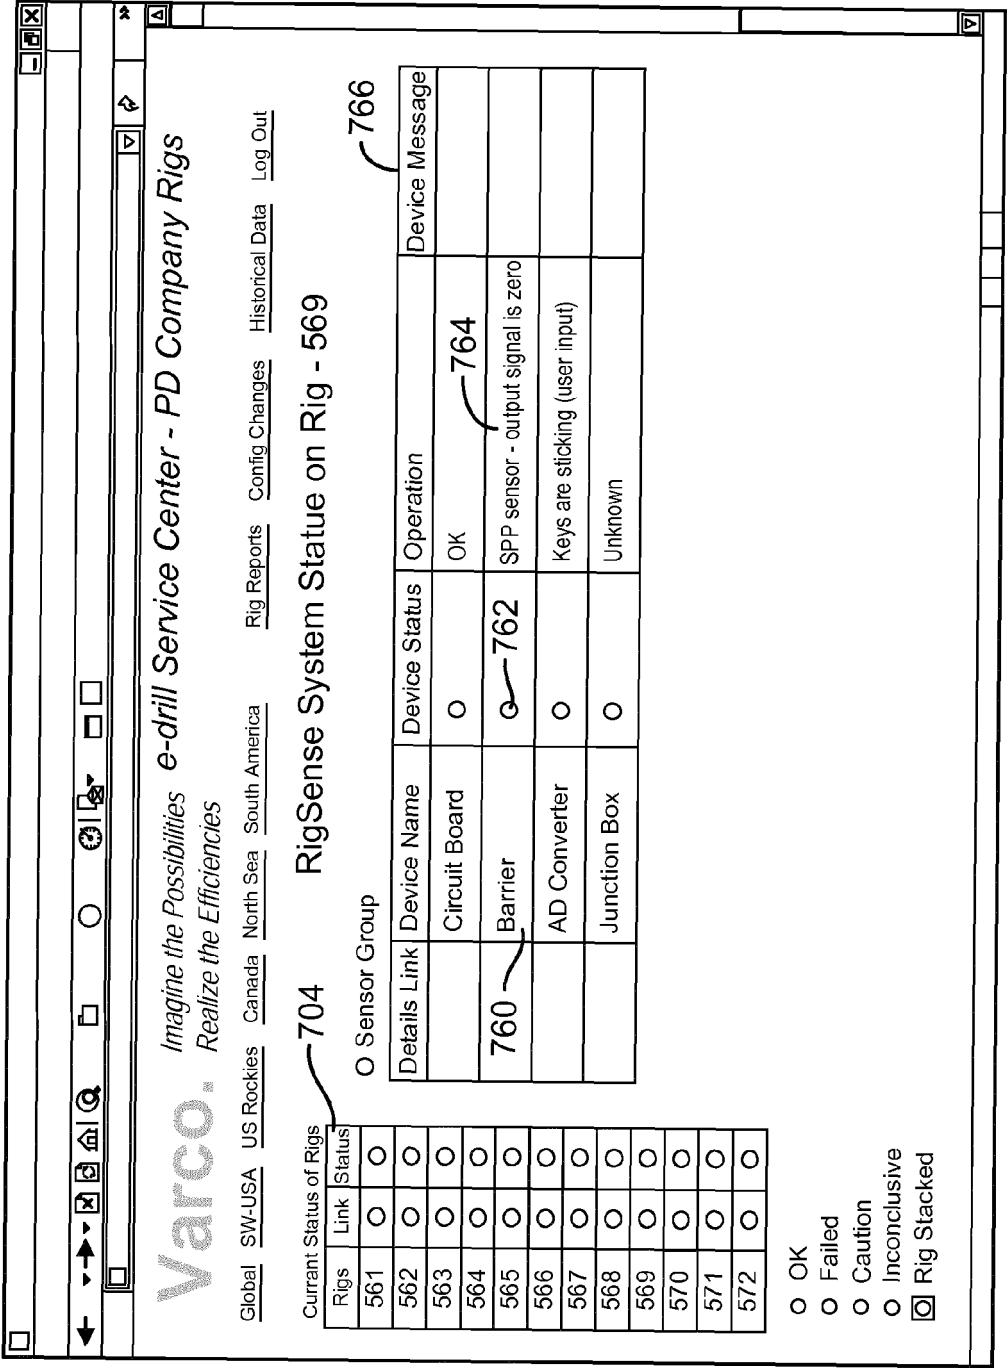 Varco.
Imagine the Possibilities
Realize the Efficiencies
e-drill Service Center - PD Company Rigs
Global SW-USA US Rockies Canada North Sea South America Rig Reports Config Changes Historical Data Log Out
RigSense System Statue on Rig - 569
Currant Status of Rigs
704
Rigs Link Status
561
562
563
564
565
566
567
568
569
570
571
572
Sensor Group
766
Details Link Device Name Device Status Operation Device Message
Circuit Board OK
764
760 Barrier 762 SPP sensor - output signal is zero
AD Converter Keys are sticking (user input)
Junction Box Unknown
OK
Failed
Caution
Inconclusive
Rig Stacked